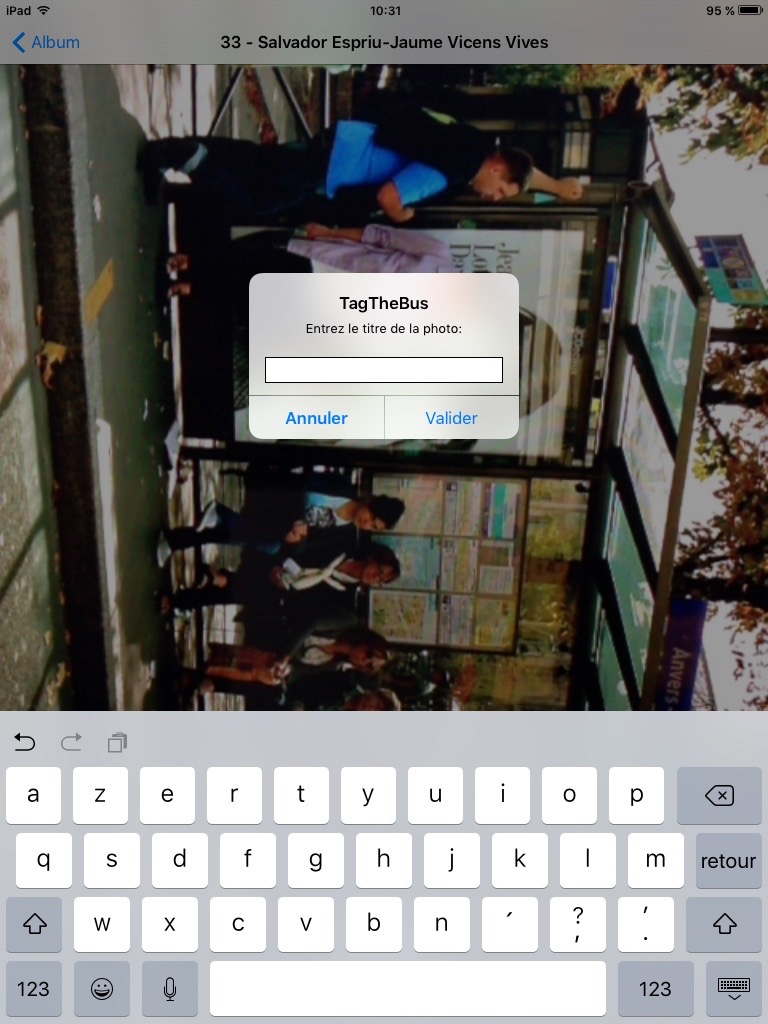 iPad 10:31 95 %
Album 33 - Salvador Espriu-Jaume Vicens Vives
TagTheBus
Entrez le titre de la photo:
Annuler Valider
Anvers
a z e r t y u i o p
q s d f g h j k l m retour
w x c v b n ´ ? , ' .
123 123